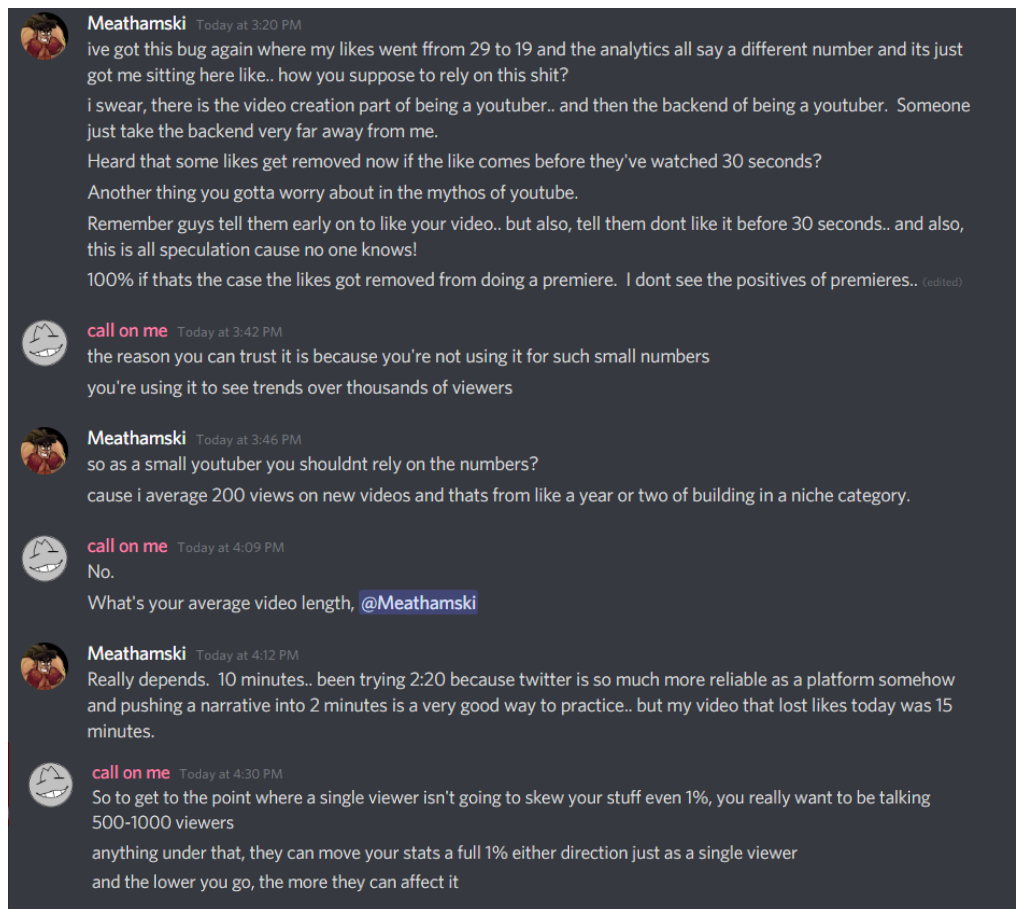 Meathamski Today at 3:20 PM
ive got this bug again where my likes went ffrom 29 to 19 and the analytics all say a different number and its just
got me sitting here like.. how you suppose to rely on this shit?
i swear, there is the video creation part of being a youtuber.. and then the backend of being a youtuber.  Someone
just take the backend very far away from me.
Heard that some likes get removed now if the like comes before they've watched 30 seconds?
Another thing you gotta worry about in the mythos of youtube.
Remember guys tell them early on to like your video.. but also, tell them dont like it before 30 seconds.. and also,
this is all speculation cause no one knows!
100% if thats the case the likes got removed from doing a premiere.  I dont see the positives of premieres.. (edited)
call on me Today at 3:42 PM
the reason you can trust it is because you're not using it for such small numbers
you're using it to see trends over thousands of viewers
Meathamski Today at 3:46 PM
so as a small youtuber you shouldnt rely on the numbers?
cause i average 200 views on new videos and thats from like a year or two of building in a niche category.
call on me Today at 4:09 PM
No.
What's your average video length, @Meathamski
Meathamski Today at 4:12 PM
Really depends.  10 minutes.. been trying 2:20 because twitter is so much more reliable as a platform somehow
and pushing a narrative into 2 minutes is a very good way to practice.. but my video that lost likes today was 15
minutes.
call on me Today at 4:30 PM
So to get to the point where a single viewer isn't going to skew your stuff even 1%, you really want to be talking
500-1000 viewers
anything under that, they can move your stats a full 1% either direction just as a single viewer
and the lower you go, the more they can affect it